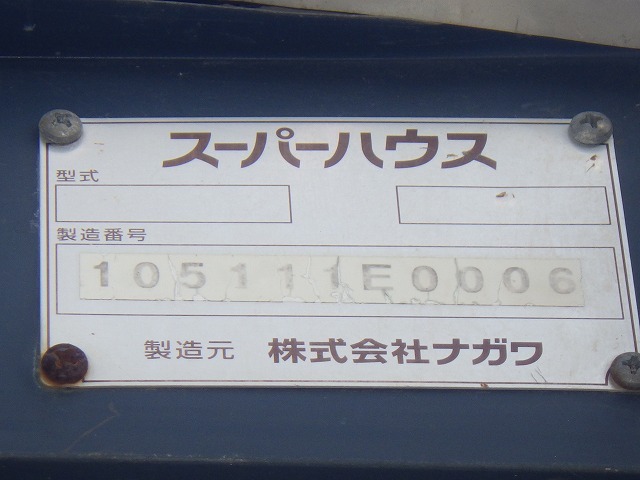 スーパーハウス
型式
製造番号
105111E0006
製造元 株式会社ナガワ